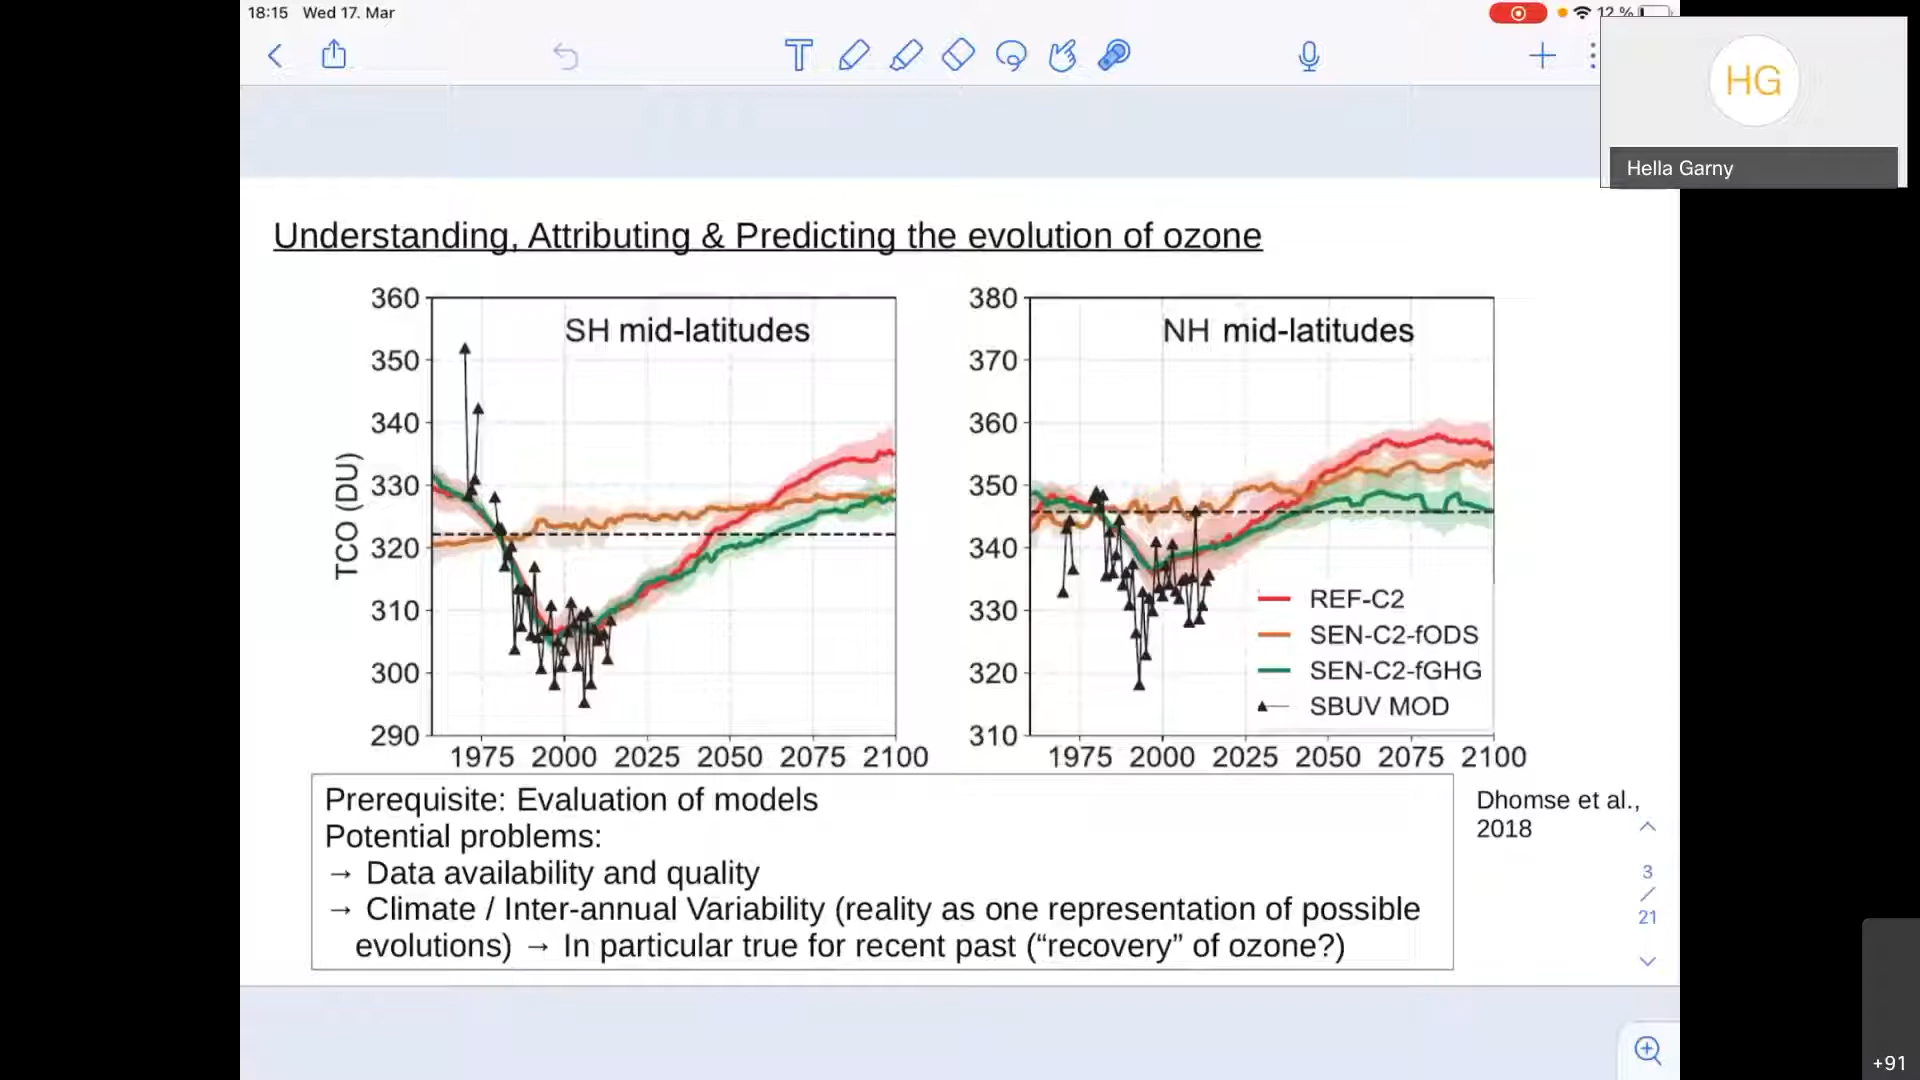 18:15 Wed 17. Mar
12 %
HG
Hella Garny
Understanding, Attributing & Predicting the evolution of ozone
360
350
340
330
320
310
300
290
TCO (DU)
SH mid-latitudes
1975 2000 2025 2050 2075 2100
380
370
360
350
340
330
320
310
NH mid-latitudes
REF-C2
SEN-C2-fODS
SEN-C2-fGHG
SBUV MOD
1975 2000 2025 2050 2075 2100
Prerequisite: Evaluation of models
Potential problems:
→ Data availability and quality
→ Climate / Inter-annual Variability (reality as one representation of possible
evolutions) → In particular true for recent past (“recovery” of ozone?)
Dhomse et al.,
2018
3
/
21
+91